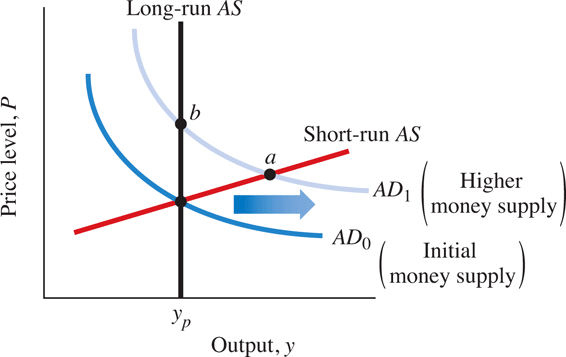 Long-run AS
Price level, P
b
Short-run AS
a
AD₁ (Higher
money supply)
AD₀ (Initial
money supply)
yₚ
Output, y